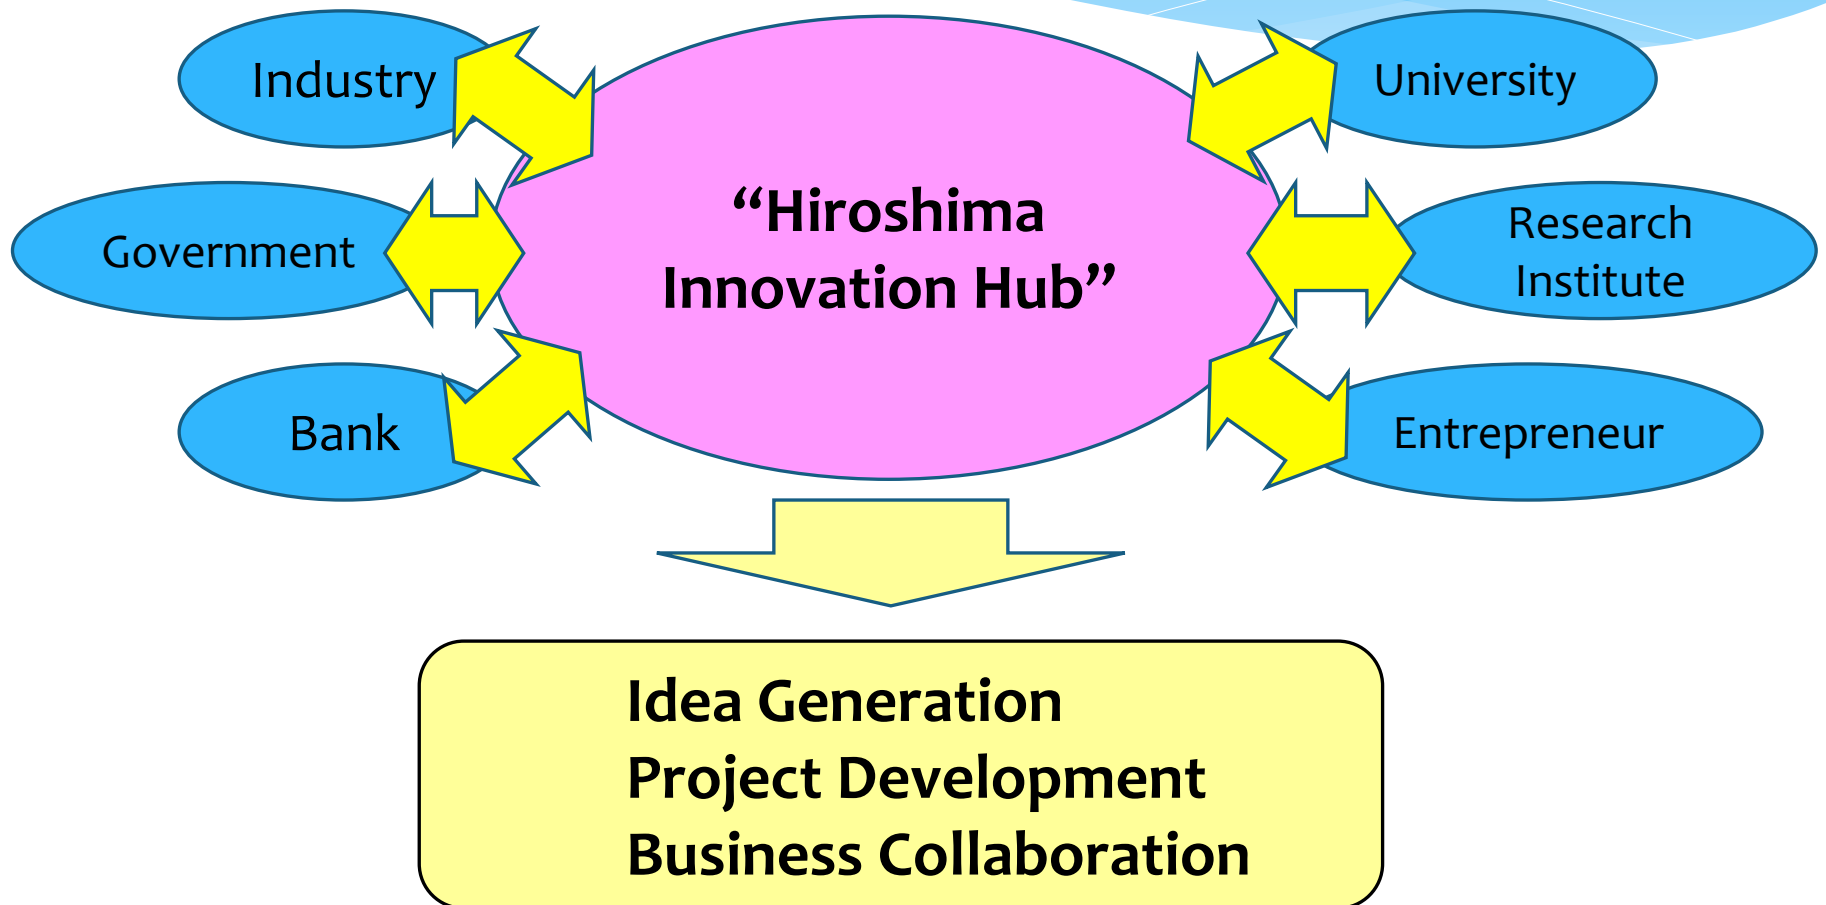 Industry
University
Government
“Hiroshima
Innovation Hub”
Research
Institute
Bank
Entrepreneur
Idea Generation
Project Development
Business Collaboration